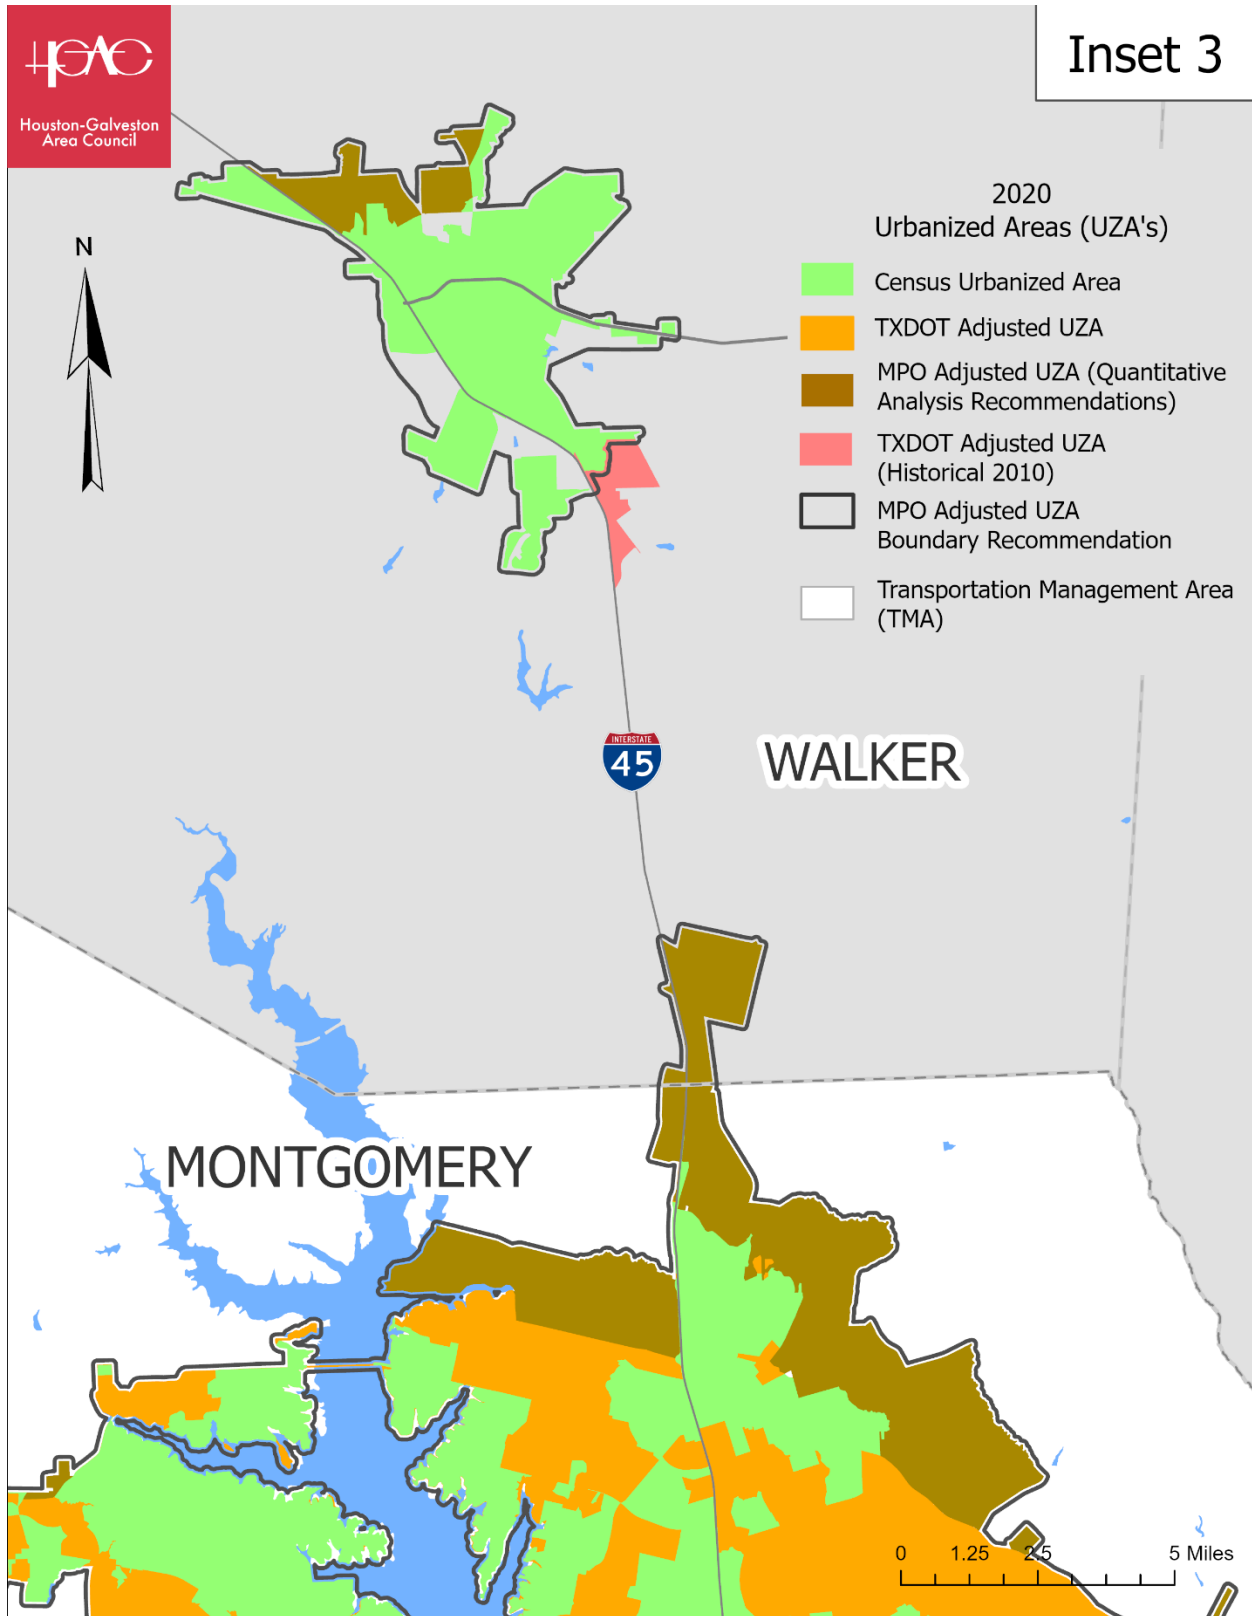 HGAC
Houston-Galveston
Area Council
Inset 3
N
2020
Urbanized Areas (UZA's)
Census Urbanized Area
TXDOT Adjusted UZA
MPO Adjusted UZA (Quantitative
Analysis Recommendations)
TXDOT Adjusted UZA
(Historical 2010)
MPO Adjusted UZA
Boundary Recommendation
Transportation Management Area
(TMA)
INTERSTATE
45
WALKER
MONTGOMERY
0 1.25 2.5 5 Miles